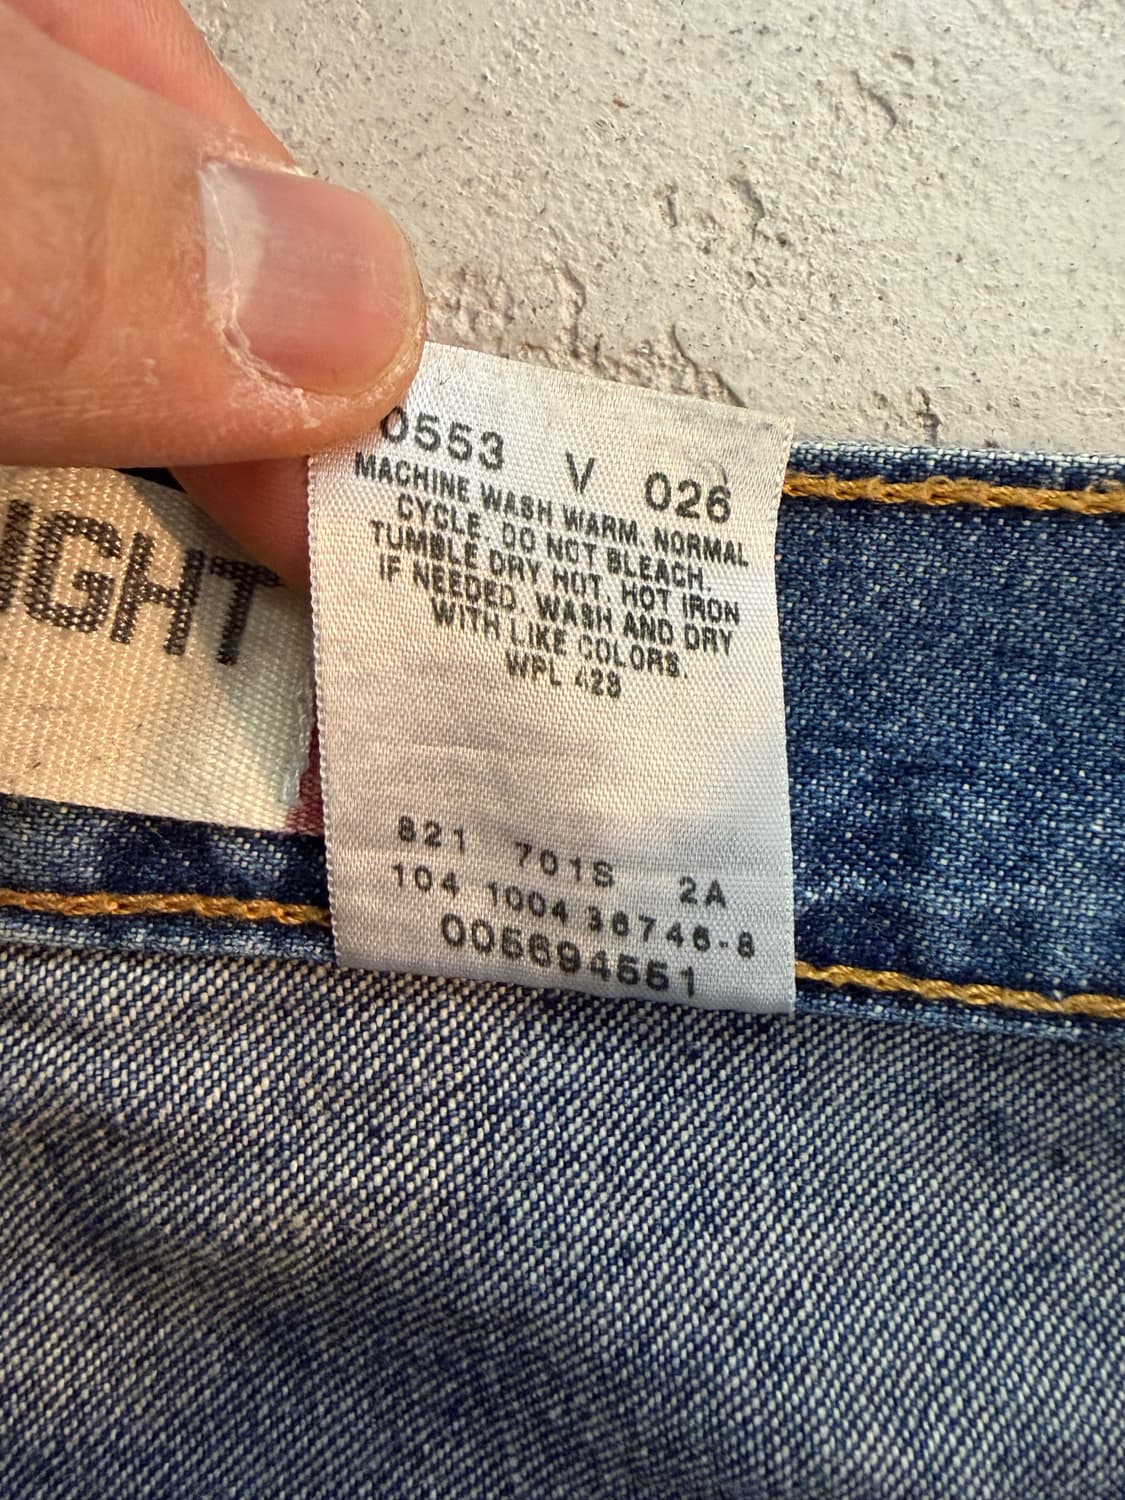 0553 V 026
MACHINE WASH WARM, NORMAL
CYCLE. DO NOT BLEACH.
TUMBLE DRY HOT. HOT IRON
IF NEEDED. WASH AND DRY
WITH LIKE COLORS.
WPL 423
821 701S 2A
104 1004 36746-8
005694551
IGHT